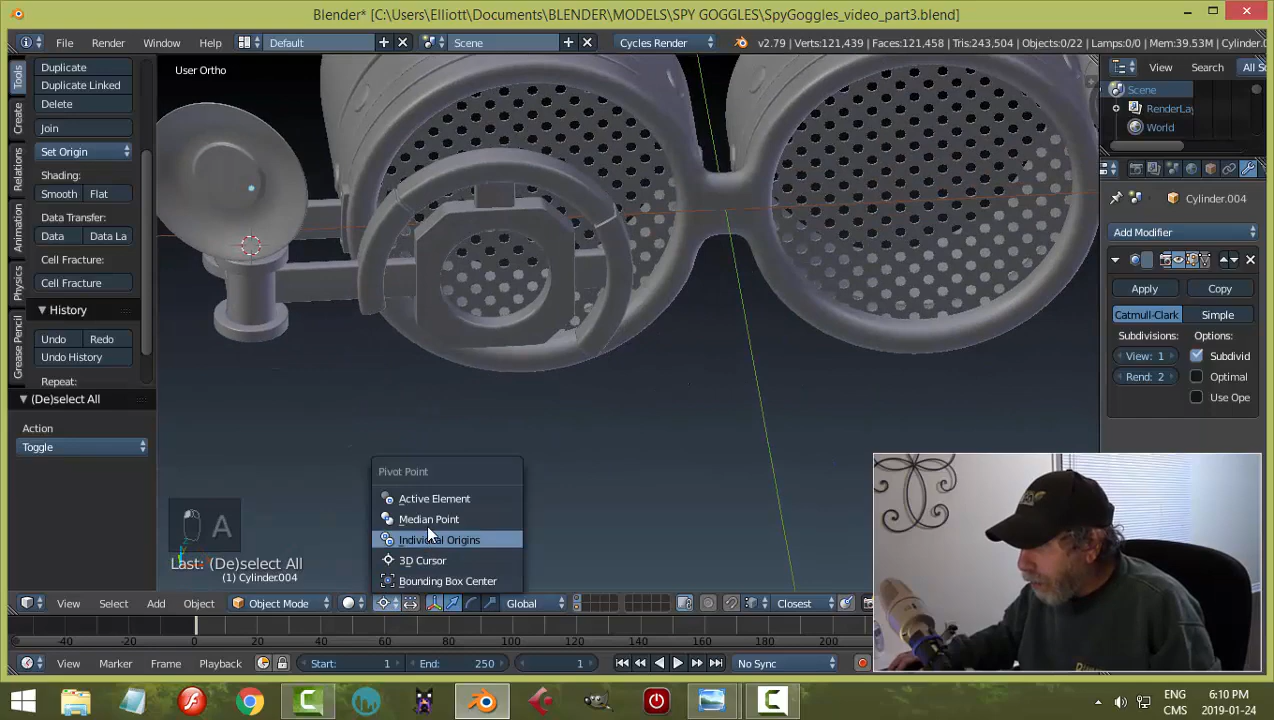 Blender* [C:\Users\Elliott\Documents\BLENDER\MODELS\SPY GOGGLES\SpyGoggles_video_part3.blend]
File Render Window Help Default Scene Cycles Render v2.79 | Verts:121,439 | Faces:121,458 | Tris:243,504 | Objects:0/22 | Lamps:0/0 | Mem:39.53M | Cylinder.
Tools
Create
Relations
Animation
Physics
Grease Pencil
Duplicate
Duplicate Linked
Delete
Join
Set Origin
Shading:
Smooth Flat
Data Transfer:
Data Data La
Cell Fracture:
Cell Fracture
History
Undo Redo
Undo History
Repeat:
(De)select All
Action
Toggle
User Ortho
A
Last: (De)select All
(1) Cylinder.004
Pivot Point
Active Element
Median Point
Individual Origins
3D Cursor
Bounding Box Center
View Search All S
Scene
RenderLay
World
Cylinder.004
Add Modifier
Apply Copy
Catmull-Clark Simple
Subdivisions: Options:
View: 1 Subdivid
Rend: 2 Optimal
Use Ope
View Select Add Object Object Mode Global Closest
-40 -20 0 20 40 60 80 100 120 140 160 180 200
View Marker Frame Playback Start: 1 End: 250 1 No Sync
ENG 6:10 PM
CMS 2019-01-24